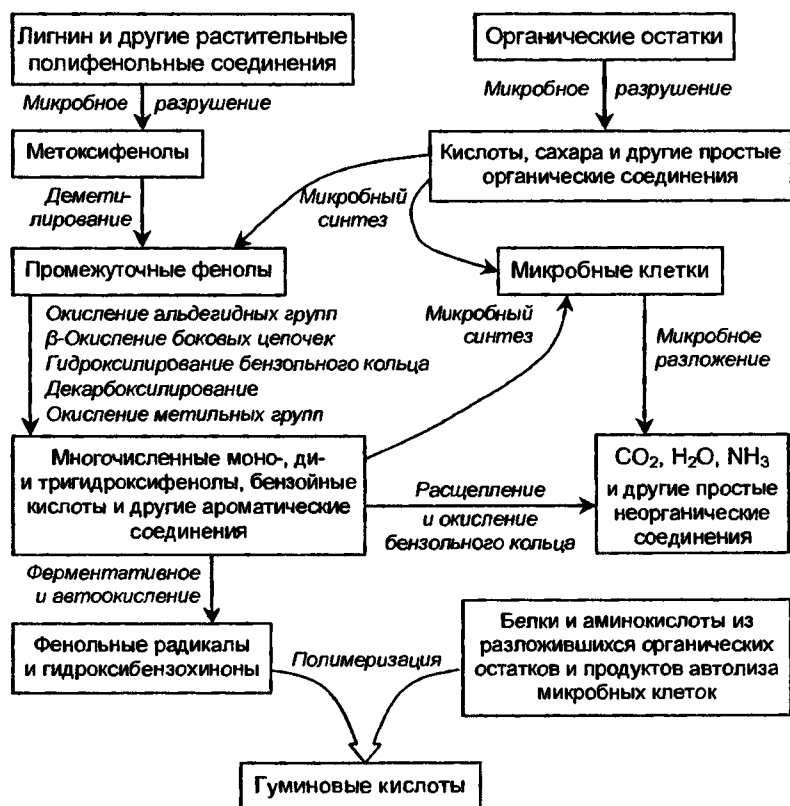 Лигнин и другие растительные
полифенольные соединения
Органические остатки
Микробное разрушение
Микробное разрушение
Метоксифенолы
Кислоты, сахара и другие простые
органические соединения
Демети-
лирование
Микробный
синтез
Промежуточные фенолы
Микробные клетки
Окисление альдегидных групп
β-Окисление боковых цепочек
Гидроксилирование бензольного кольца
Декарбоксилирование
Окисление метильных групп
Микробный
синтез
Микробное
разложение
Многочисленные моно-, ди-
и тригидроксифенолы, бензойные
кислоты и другие ароматические
соединения
Расщепление
и окисление
бензольного кольца
CO₂, H₂O, NH₃
и другие простые
неорганические
соединения
Ферментативное
и автоокисление
Фенольные радикалы
и гидроксибензохиноны
Полимеризация
Белки и аминокислоты из
разложившихся органических
остатков и продуктов автолиза
микробных клеток
Гуминовые кислоты